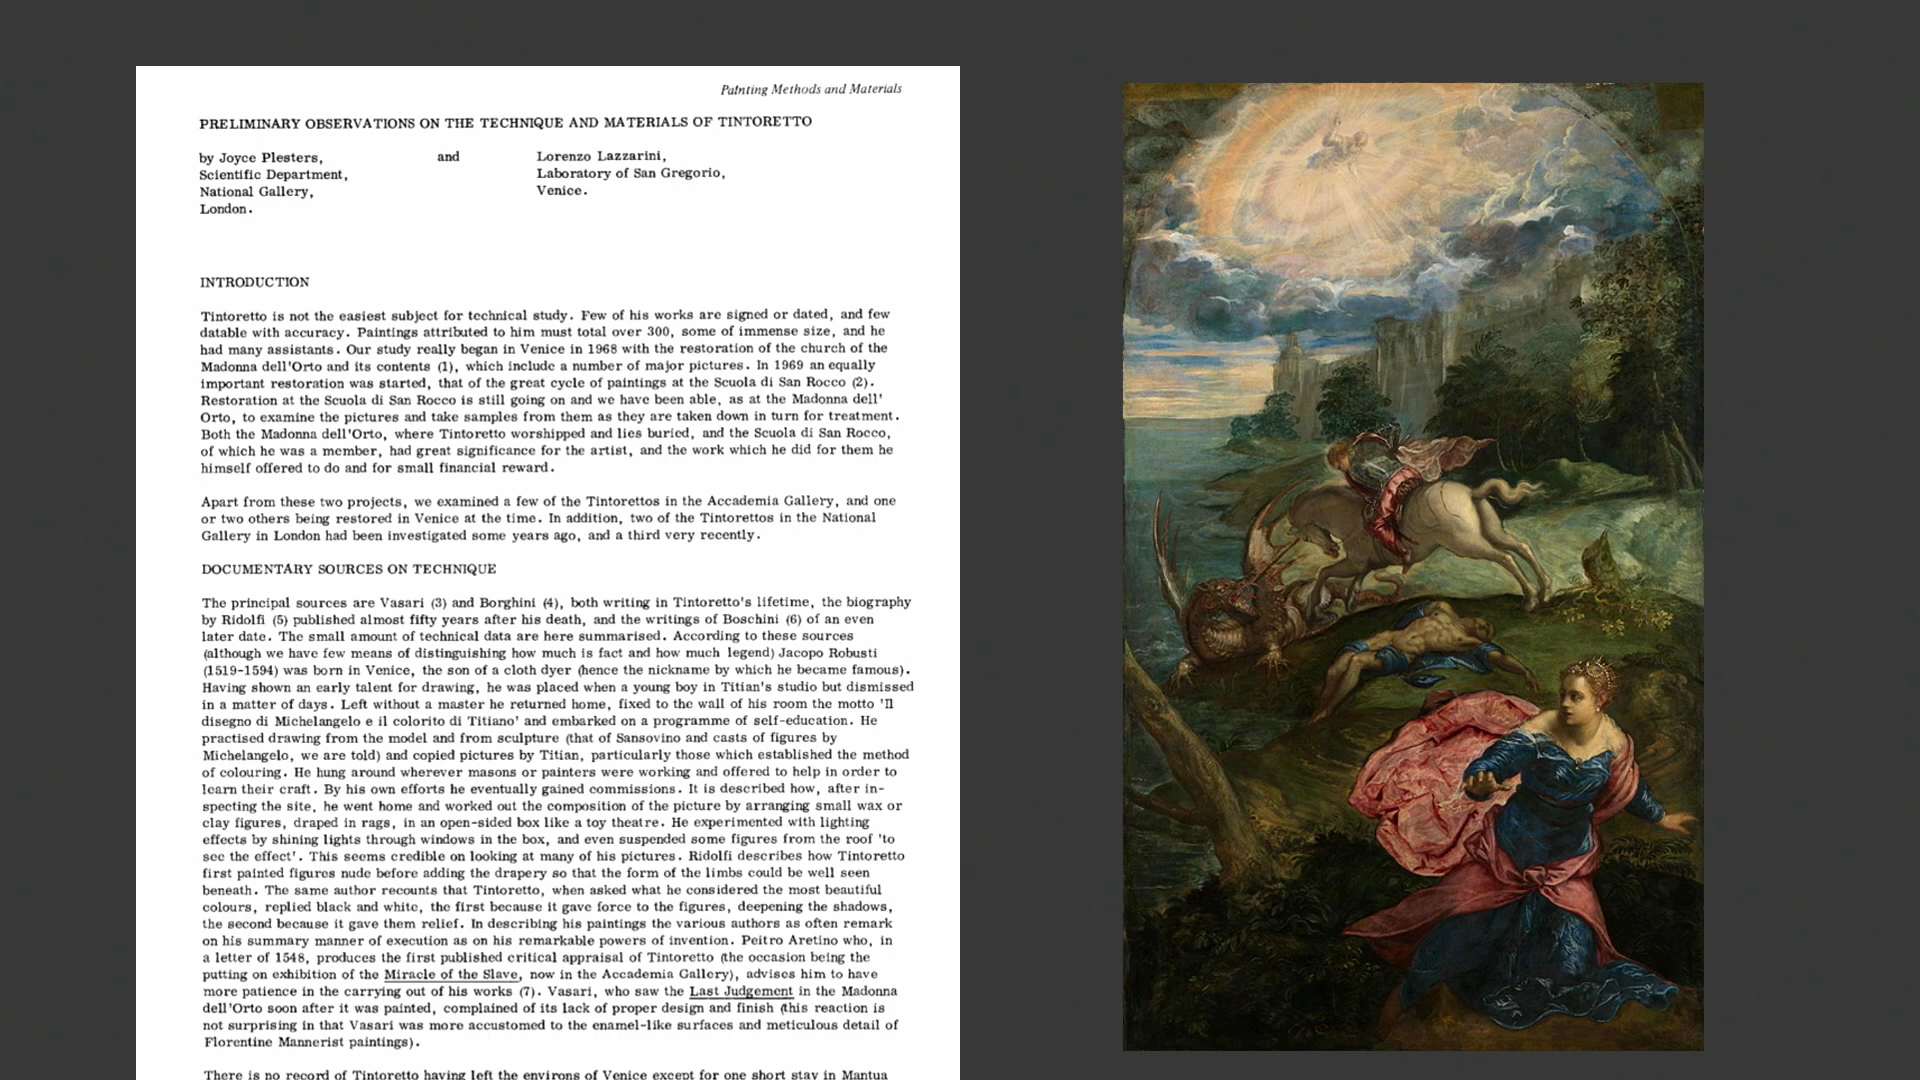 Painting Methods and Materials
PRELIMINARY OBSERVATIONS ON THE TECHNIQUE AND MATERIALS OF TINTORETTO
by Joyce Plesters, and Lorenzo Lazzarini,
Scientific Department, Laboratory of San Gregorio,
National Gallery, Venice.
London.
INTRODUCTION
Tintoretto is not the easiest subject for technical study. Few of his works are signed or dated, and few
datable with accuracy. Paintings attributed to him must total over 300, some of immense size, and he
had many assistants. Our study really began in Venice in 1968 with the restoration of the church of the
Madonna dell'Orto and its contents (1), which include a number of major pictures. In 1969 an equally
important restoration was started, that of the great cycle of paintings at the Scuola di San Rocco (2).
Restoration at the Scuola di San Rocco is still going on and we have been able, as at the Madonna dell'
Orto, to examine the pictures and take samples from them as they are taken down in turn for treatment.
Both the Madonna dell'Orto, where Tintoretto worshipped and lies buried, and the Scuola di San Rocco,
of which he was a member, had great significance for the artist, and the work which he did for them he
himself offered to do and for small financial reward.
Apart from these two projects, we examined a few of the Tintorettos in the Accademia Gallery, and one
or two others being restored in Venice at the time. In addition, two of the Tintorettos in the National
Gallery in London had been investigated some years ago, and a third very recently.
DOCUMENTARY SOURCES ON TECHNIQUE
The principal sources are Vasari (3) and Borghini (4), both writing in Tintoretto's lifetime, the biography
by Ridolfi (5) published almost fifty years after his death, and the writings of Boschini (6) of an even
later date. The small amount of technical data are here summarised. According to these sources
(although we have few means of distinguishing how much is fact and how much legend) Jacopo Robusti
(1519-1594) was born in Venice, the son of a cloth dyer (hence the nickname by which he became famous).
Having shown an early talent for drawing, he was placed when a young boy in Titian's studio but dismissed
in a matter of days. Left without a master he returned home, fixed to the wall of his room the motto 'Il
disegno di Michelangelo e il colorito di Titiano' and embarked on a programme of self-education. He
practised drawing from the model and from sculpture (that of Sansovino and casts of figures by
Michelangelo, we are told) and copied pictures by Titian, particularly those which established the method
of colouring. He hung around wherever masons or painters were working and offered to help in order to
learn their craft. By his own efforts he eventually gained commissions. It is described how, after in-
specting the site, he went home and worked out the composition of the picture by arranging small wax or
clay figures, draped in rags, in an open-sided box like a toy theatre. He experimented with lighting
effects by shining lights through windows in the box, and even suspended some figures from the roof 'to
see the effect'. This seems credible on looking at many of his pictures. Ridolfi describes how Tintoretto
first painted figures nude before adding the drapery so that the form of the limbs could be well seen
beneath. The same author recounts that Tintoretto, when asked what he considered the most beautiful
colours, replied black and white, the first because it gave force to the figures, deepening the shadows,
the second because it gave them relief. In describing his paintings the various authors as often remark
on his summary manner of execution as on his remarkable powers of invention. Peitro Aretino who, in
a letter of 1548, produces the first published critical appraisal of Tintoretto (the occasion being the
putting on exhibition of the Miracle of the Slave, now in the Accademia Gallery), advises him to have
more patience in the carrying out of his works (7). Vasari, who saw the Last Judgement in the Madonna
dell'Orto soon after it was painted, complained of its lack of proper design and finish (this reaction is
not surprising in that Vasari was more accustomed to the enamel-like surfaces and meticulous detail of
Florentine Mannerist paintings).
There is no record of Tintoretto having left the environs of Venice except for one short stay in Mantua